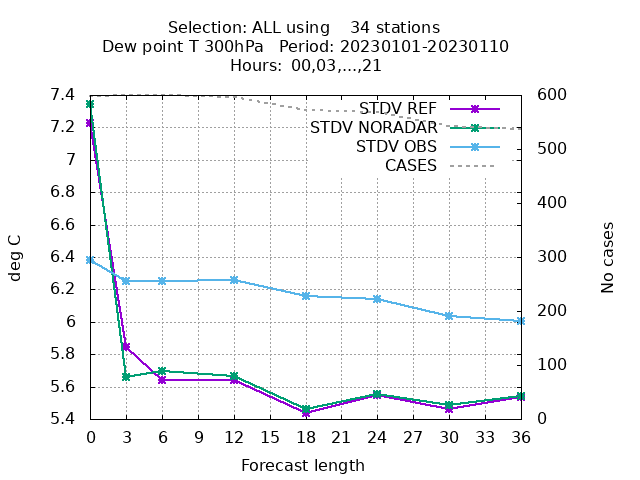 Selection: ALL using    34 stations
Dew point T 300hPa   Period: 20230101-20230110
Hours: 00,03,...,21
STDV REF
STDV NORADAR
STDV OBS
CASES
deg C
7.4
7.2
7
6.8
6.6
6.4
6.2
6
5.8
5.6
5.4
No cases
600
500
400
300
200
100
0
0 3 6 9 12 15 18 21 24 27 30 33 36
Forecast length